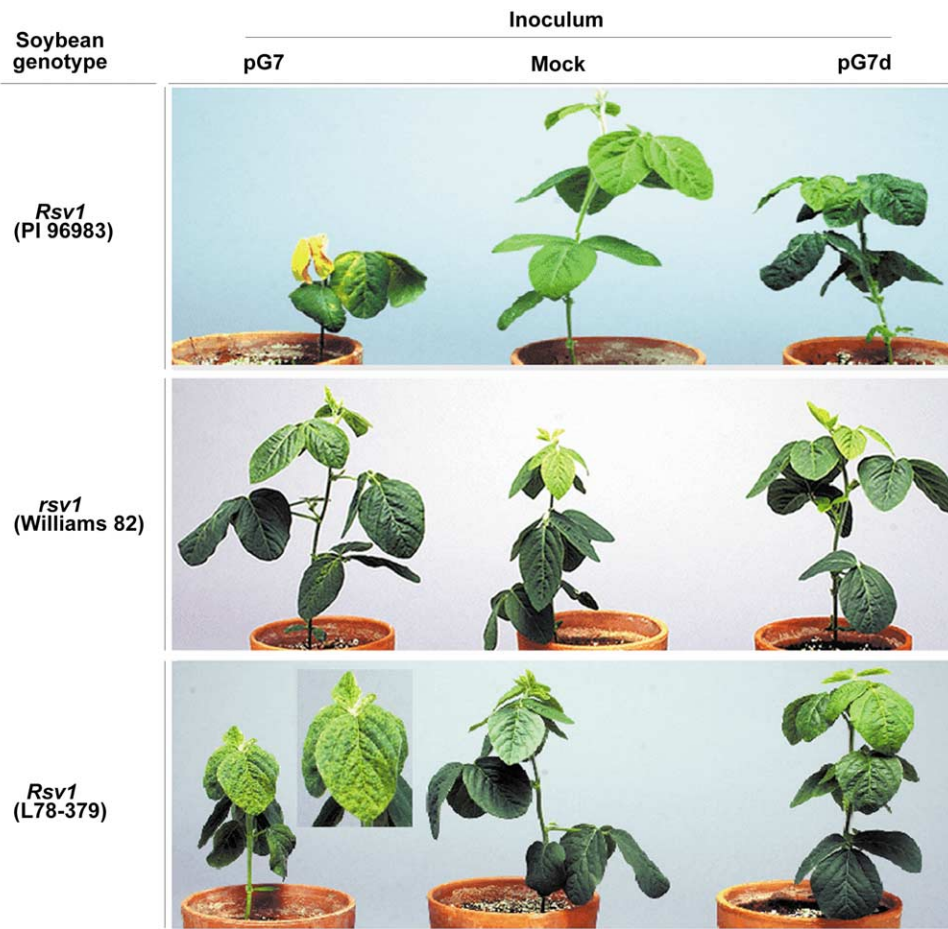 Inoculum
Soybean
genotype
pG7 Mock pG7d
Rsv1
(PI 96983)
rsv1
(Williams 82)
Rsv1
(L78-379)